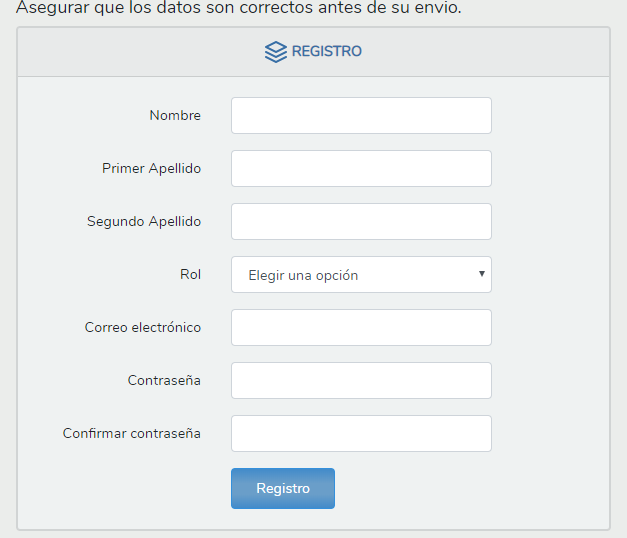 Asegurar que los datos son correctos antes de su envio.
REGISTRO
Nombre
Primer Apellido
Segundo Apellido
Rol Elegir una opción
Correo electrónico
Contraseña
Confirmar contraseña
Registro